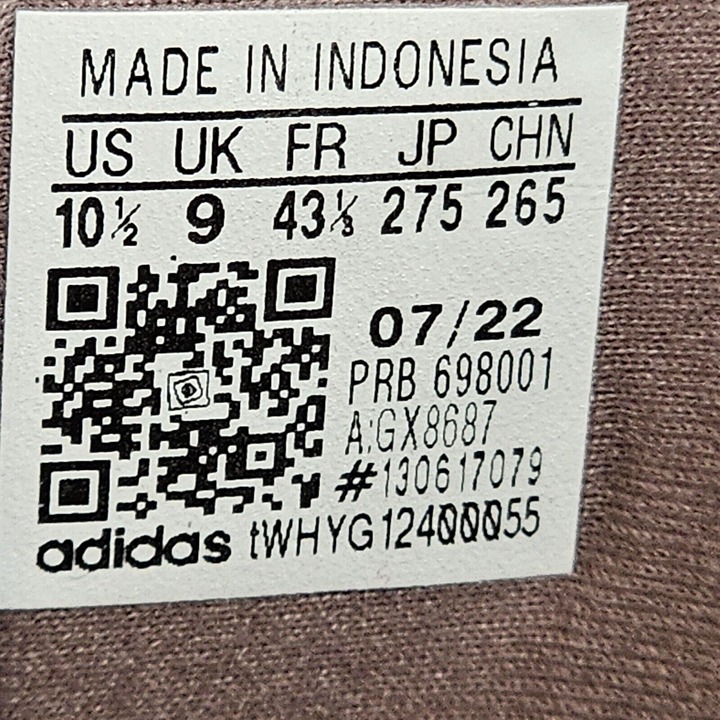 MADE IN INDONESIA
US UK FR JP CHN
10½ 9 43⅓ 275 265
07/22
PRB 698001
A:GX8687
#130617079
adidas tWHYG12400055